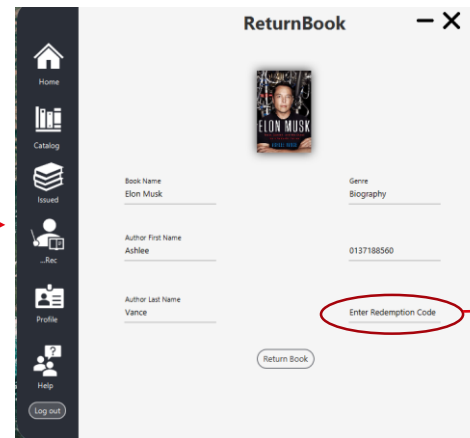 ReturnBook
Home
Catalog
Issued
...Rec
Profile
Help
Log out
ELON MUSK
Book Name
Elon Musk
Genre
Biography
Author First Name
Ashlee
0137188560
Author Last Name
Vance
Enter Redemption Code
Return Book